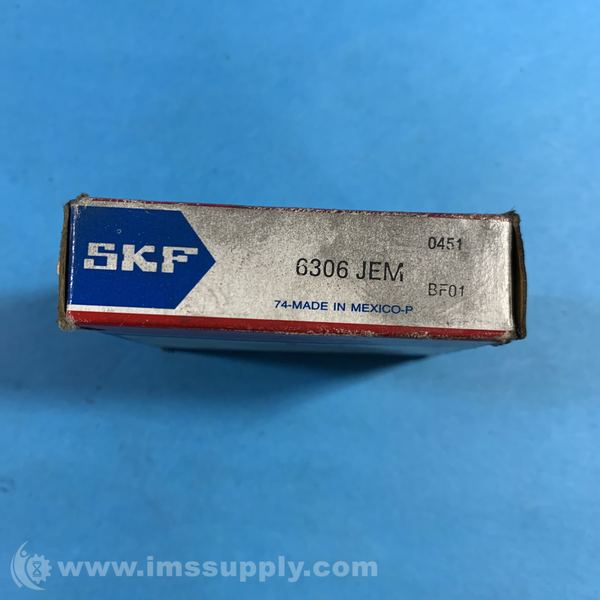 SKF
6306 JEM
0451
BF01
74-MADE IN MEXICO-P
www.imssupply.com